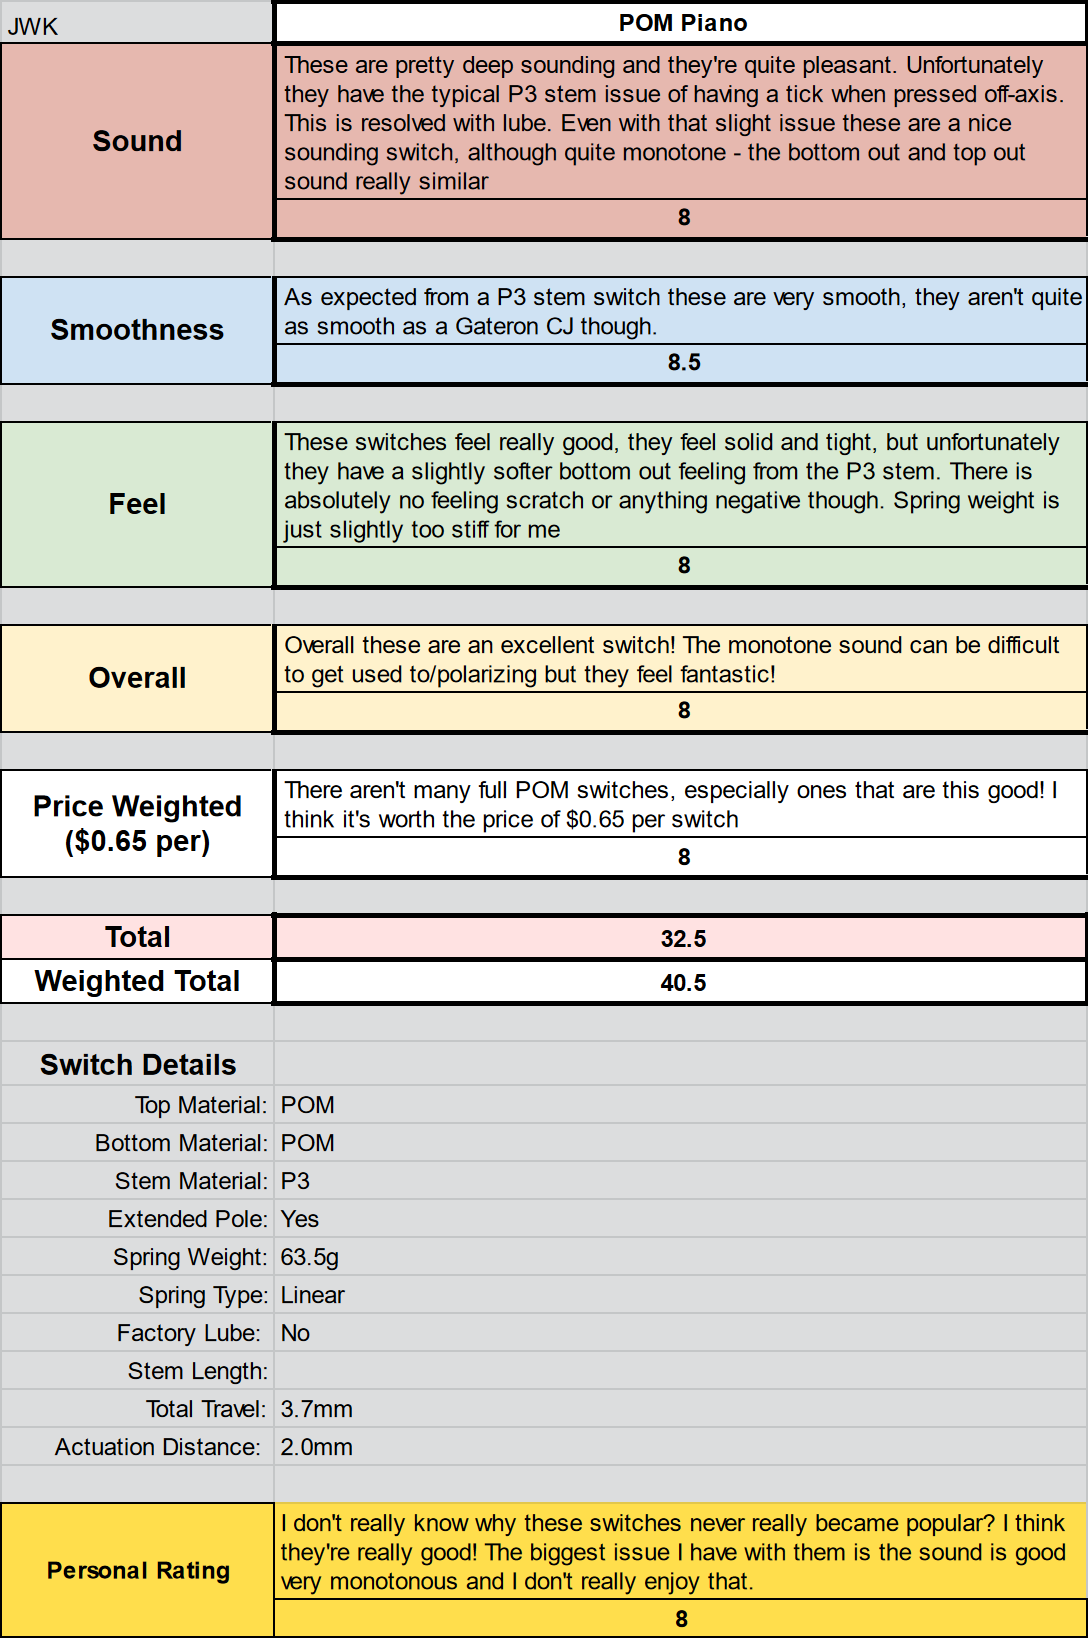 JWK
POM Piano
Sound
These are pretty deep sounding and they're quite pleasant. Unfortunately
they have the typical P3 stem issue of having a tick when pressed off-axis.
This is resolved with lube. Even with that slight issue these are a nice
sounding switch, although quite monotone - the bottom out and top out
sound really similar
8
Smoothness
As expected from a P3 stem switch these are very smooth, they aren't quite
as smooth as a Gateron CJ though.
8.5
Feel
These switches feel really good, they feel solid and tight, but unfortunately
they have a slightly softer bottom out feeling from the P3 stem. There is
absolutely no feeling scratch or anything negative though. Spring weight is
just slightly too stiff for me
8
Overall
Overall these are an excellent switch! The monotone sound can be difficult
to get used to/polarizing but they feel fantastic!
8
Price Weighted
($0.65 per)
There aren't many full POM switches, especially ones that are this good! I
think it's worth the price of $0.65 per switch
8
Total
32.5
Weighted Total
40.5
Switch Details
Top Material: POM
Bottom Material: POM
Stem Material: P3
Extended Pole: Yes
Spring Weight: 63.5g
Spring Type: Linear
Factory Lube: No
Stem Length:
Total Travel: 3.7mm
Actuation Distance: 2.0mm
Personal Rating
I don't really know why these switches never really became popular? I think
they're really good! The biggest issue I have with them is the sound is good
very monotonous and I don't really enjoy that.
8